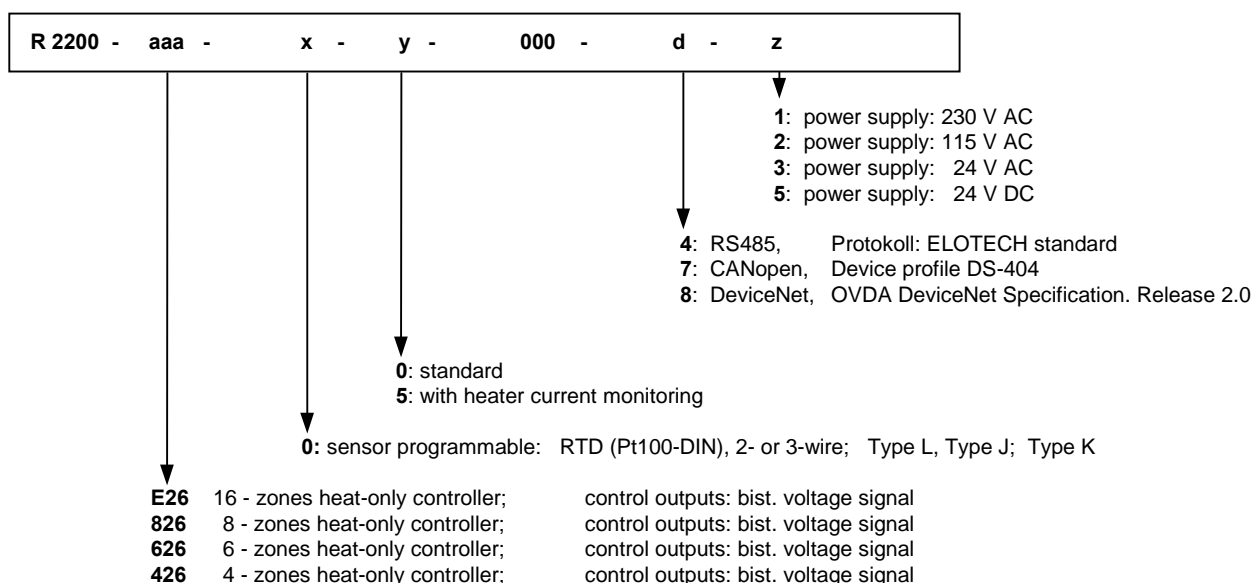 R 2200 - aaa - x - y - 000 - d - z
1: power supply: 230 V AC
2: power supply: 115 V AC
3: power supply: 24 V AC
5: power supply: 24 V DC
4: RS485, Protokoll: ELOTECH standard
7: CANopen, Device profile DS-404
8: DeviceNet, OVDA DeviceNet Specification. Release 2.0
0: standard
5: with heater current monitoring
0: sensor programmable: RTD (Pt100-DIN), 2- or 3-wire; Type L, Type J; Type K
E26 16 - zones heat-only controller; control outputs: bist. voltage signal
826 8 - zones heat-only controller; control outputs: bist. voltage signal
626 6 - zones heat-only controller; control outputs: bist. voltage signal
426 4 - zones heat-only controller; control outputs: bist. voltage signal